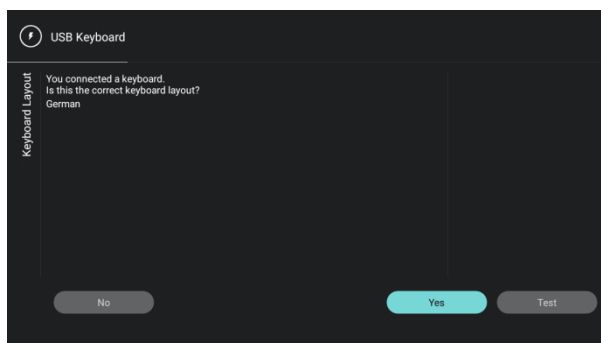 USB Keyboard
Keyboard Layout
You connected a keyboard.
Is this the correct keyboard layout?
German
No
Yes
Test